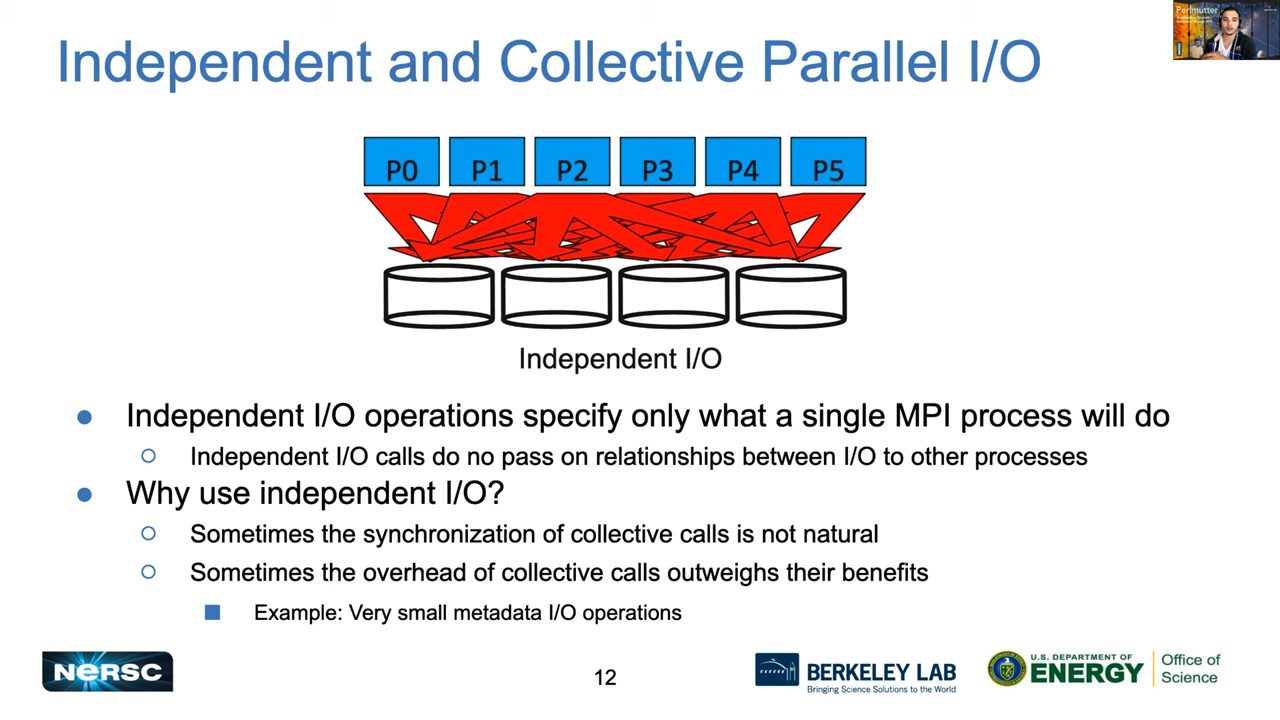 Perlmutter
Independent and Collective Parallel I/O
P0 P1 P2 P3 P4 P5
Independent I/O
Independent I/O operations specify only what a single MPI process will do
Independent I/O calls do no pass on relationships between I/O to other processes
Why use independent I/O?
Sometimes the synchronization of collective calls is not natural
Sometimes the overhead of collective calls outweighs their benefits
Example: Very small metadata I/O operations
NERSC
12
BERKELEY LAB
Bringing Science Solutions to the World
U.S. DEPARTMENT OF
ENERGY
Office of
Science